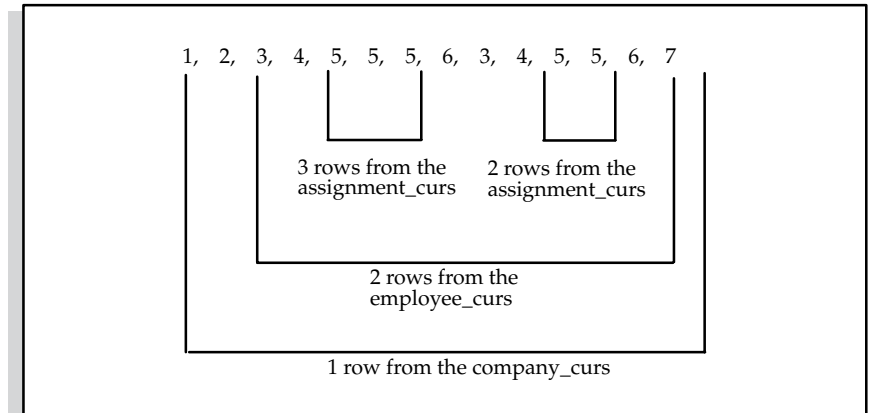 1, 2, 3, 4, 5, 5, 5, 6, 3, 4, 5, 5, 6, 7
3 rows from the
assignment_curs
2 rows from the
assignment_curs
2 rows from the
employee_curs
1 row from the company_curs